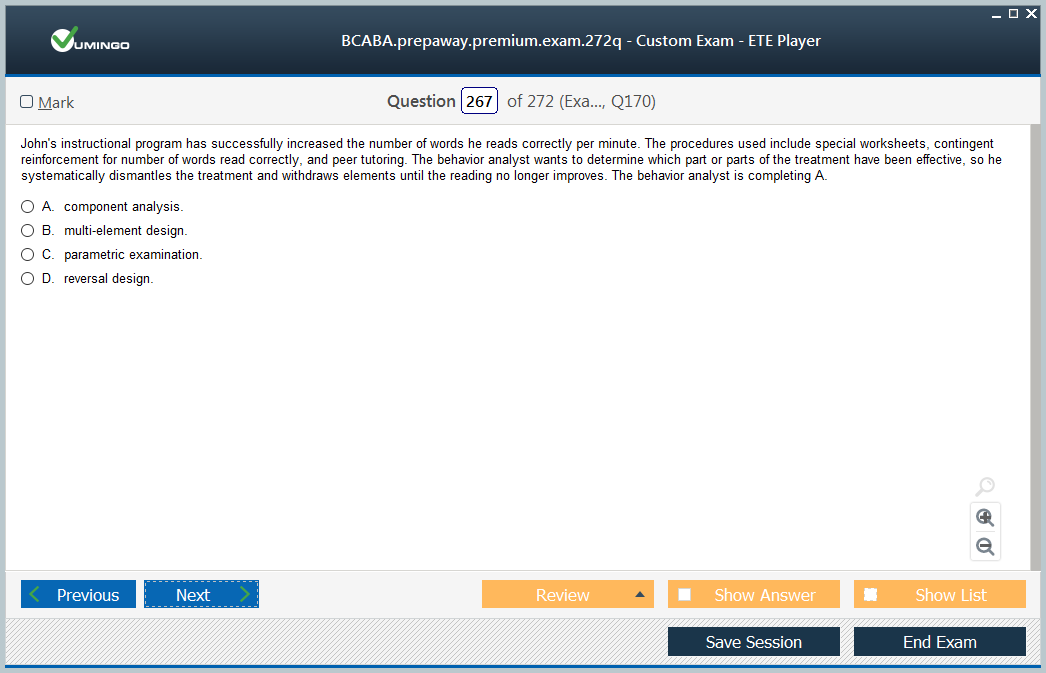 VUMINGO
BCABA.prepaway.premium.exam.272q - Custom Exam - ETE Player
Mark
Question 267 of 272 (Exa..., Q170)
John's instructional program has successfully increased the number of words he reads correctly per minute. The procedures used include special worksheets, contingent
reinforcement for number of words read correctly, and peer tutoring. The behavior analyst wants to determine which part or parts of the treatment have been effective, so he
systematically dismantles the treatment and withdraws elements until the reading no longer improves. The behavior analyst is completing A.
A. component analysis.
B. multi-element design.
C. parametric examination.
D. reversal design.
Previous
Next
Review
Show Answer
Show List
Save Session
End Exam